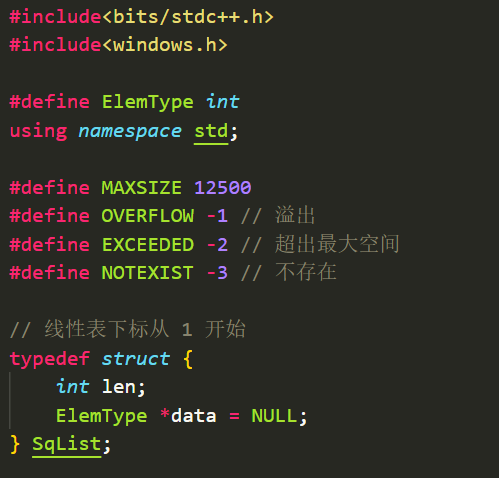 #include<bits/stdc++.h>
#include<windows.h>
#define ElemType int
using namespace std;
#define MAXSIZE 12500
#define OVERFLOW -1 // 溢出
#define EXCEEDED -2 // 超出最大空间
#define NOTEXIST -3 // 不存在
// 线性表下标从 1 开始
typedef struct {
    int len;
    ElemType *data = NULL;
} SqList;